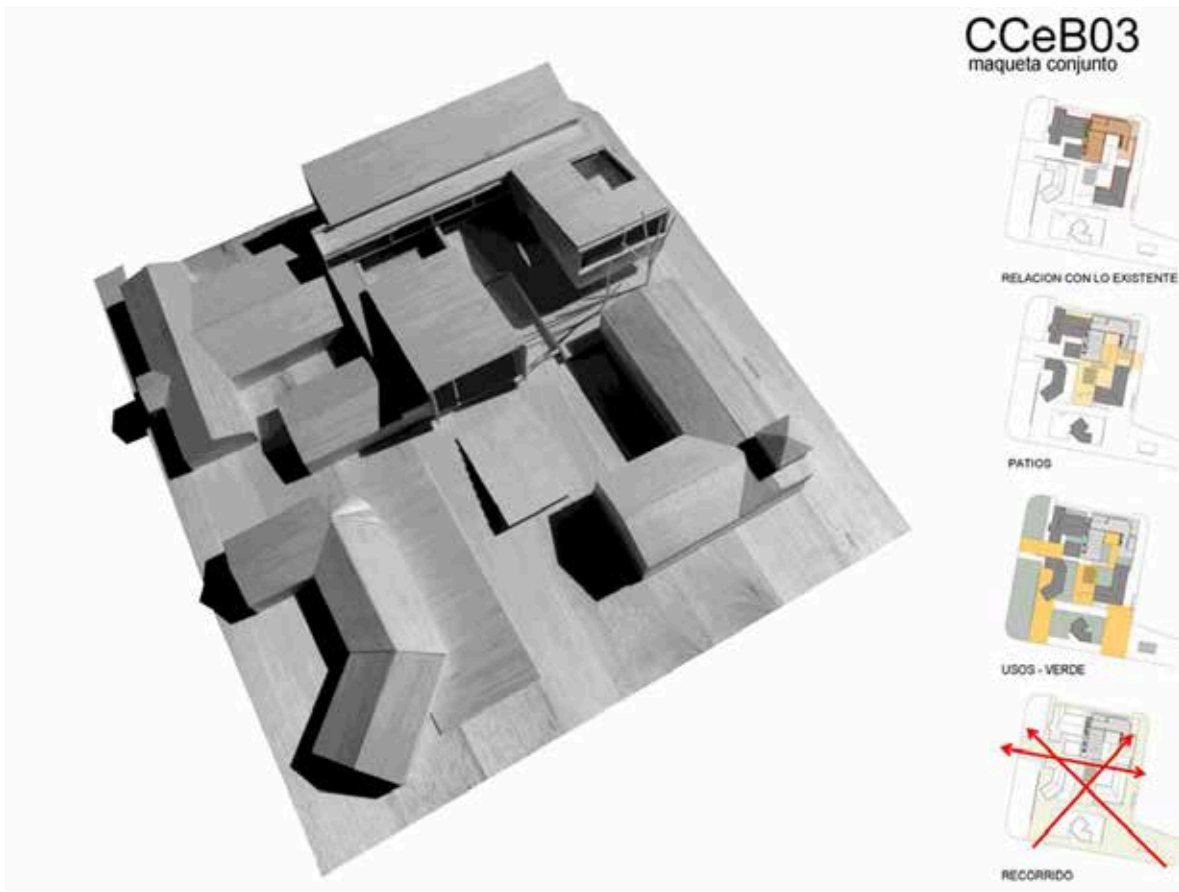 CCeB03
maqueta conjunto
RELACION CON LO EXISTENTE
PATIOS
USOS - VERDE
RECORRIDO